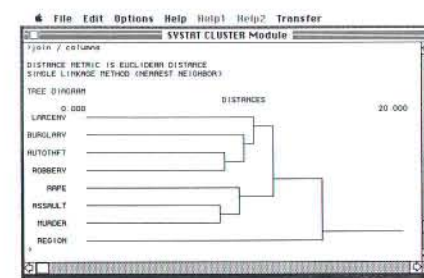 File Edit Options Help Help1 Help2 Transfer
SYSTAT CLUSTER Module
>join / columns
DISTANCE METRIC IS EUCLIDEAN DISTANCE
SINGLE LINKAGE METHOD (NEAREST NEIGHBOR)
TREE DIAGRAM
DISTANCES
0.000 20.000
LARCENY
BURGLARY
AUTOTHFT
ROBBERY
RAPE
ASSAULT
MURDER
REGION
>